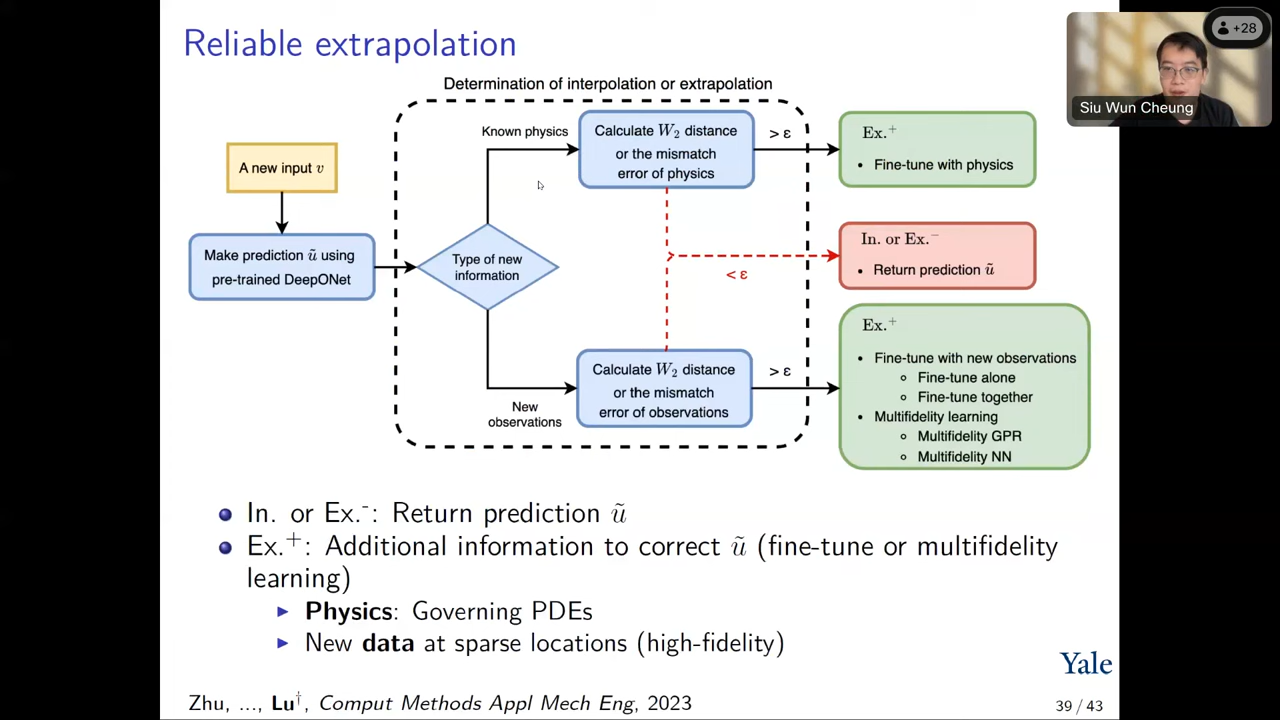 Reliable extrapolation
+28
Siu Wun Cheung
Determination of interpolation or extrapolation
A new input v
Make prediction ũ using
pre-trained DeepONet
Type of new
information
Known physics
Calculate W₂ distance
or the mismatch
error of physics
> ε
Ex.⁺
• Fine-tune with physics
< ε
In. or Ex.⁻
• Return prediction ũ
New
observations
Calculate W₂ distance
or the mismatch
error of observations
> ε
Ex.⁺
• Fine-tune with new observations
○ Fine-tune alone
○ Fine-tune together
• Multifidelity learning
○ Multifidelity GPR
○ Multifidelity NN
In. or Ex.⁻: Return prediction ũ
Ex.⁺: Additional information to correct ũ (fine-tune or multifidelity
learning)
Physics: Governing PDEs
New data at sparse locations (high-fidelity)
Yale
Zhu, ..., Lu†, Comput Methods Appl Mech Eng, 2023
39 / 43